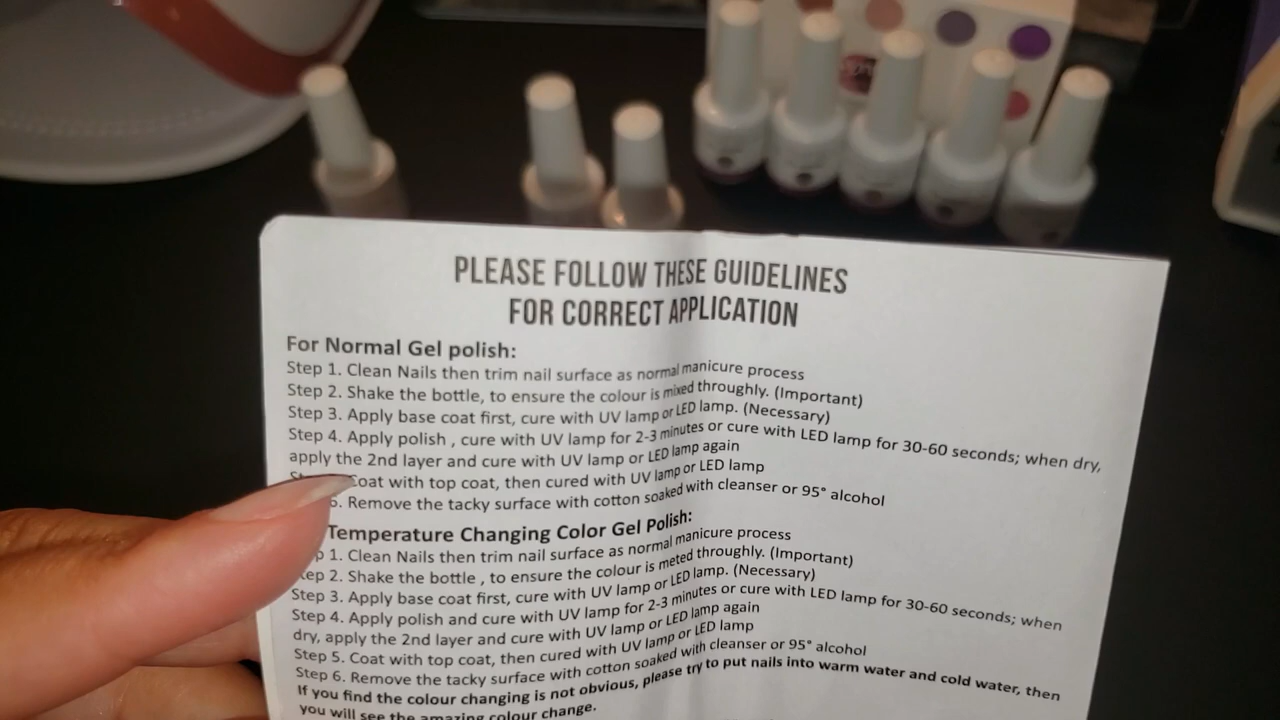 PLEASE FOLLOW THESE GUIDELINES
FOR CORRECT APPLICATION
For Normal Gel polish:
Step 1. Clean Nails then trim nail surface as normal manicure process
Step 2. Shake the bottle, to ensure the colour is mixed throughly. (Important)
Step 3. Apply base coat first, cure with UV lamp or LED lamp. (Necessary)
Step 4. Apply polish , cure with UV lamp for 2-3 minutes or cure with LED lamp for 30-60 seconds; when dry,
apply the 2nd layer and cure with UV lamp or LED lamp again
Coat with top coat, then cured with UV lamp or LED lamp
6. Remove the tacky surface with cotton soaked with cleanser or 95° alcohol
Temperature Changing Color Gel Polish:
1. Clean Nails then trim nail surface as normal manicure process
Step 2. Shake the bottle , to ensure the colour is meted throughly. (Important)
Step 3. Apply base coat first, cure with UV lamp or LED lamp. (Necessary)
Step 4. Apply polish and cure with UV lamp for 2-3 minutes or cure with LED lamp for 30-60 seconds; when
dry, apply the 2nd layer and cure with UV lamp or LED lamp again
Step 5. Coat with top coat, then cured with UV lamp or LED lamp
Step 6. Remove the tacky surface with cotton soaked with cleanser or 95° alcohol
If you find the colour changing is not obvious, please try to put nails into warm water and cold water, then
you will see the amazing colour change.